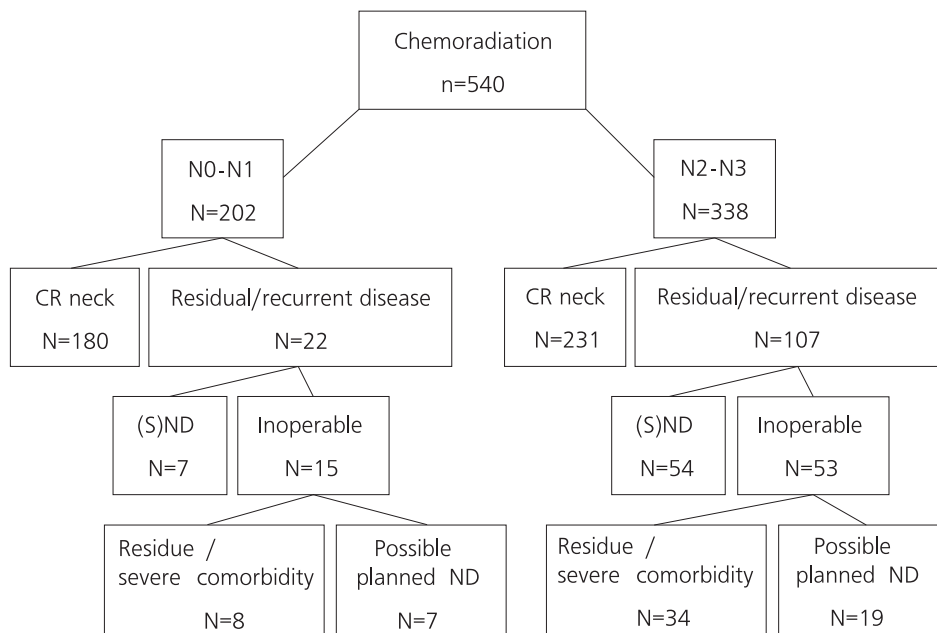 Chemoradiation
n=540
N0-N1
N=202
N2-N3
N=338
CR neck
N=180
Residual/recurrent disease
N=22
CR neck
N=231
Residual/recurrent disease
N=107
(S)ND
N=7
Inoperable
N=15
(S)ND
N=54
Inoperable
N=53
Residue /
severe comorbidity
N=8
Possible
planned ND
N=7
Residue /
severe comorbidity
N=34
Possible
planned ND
N=19